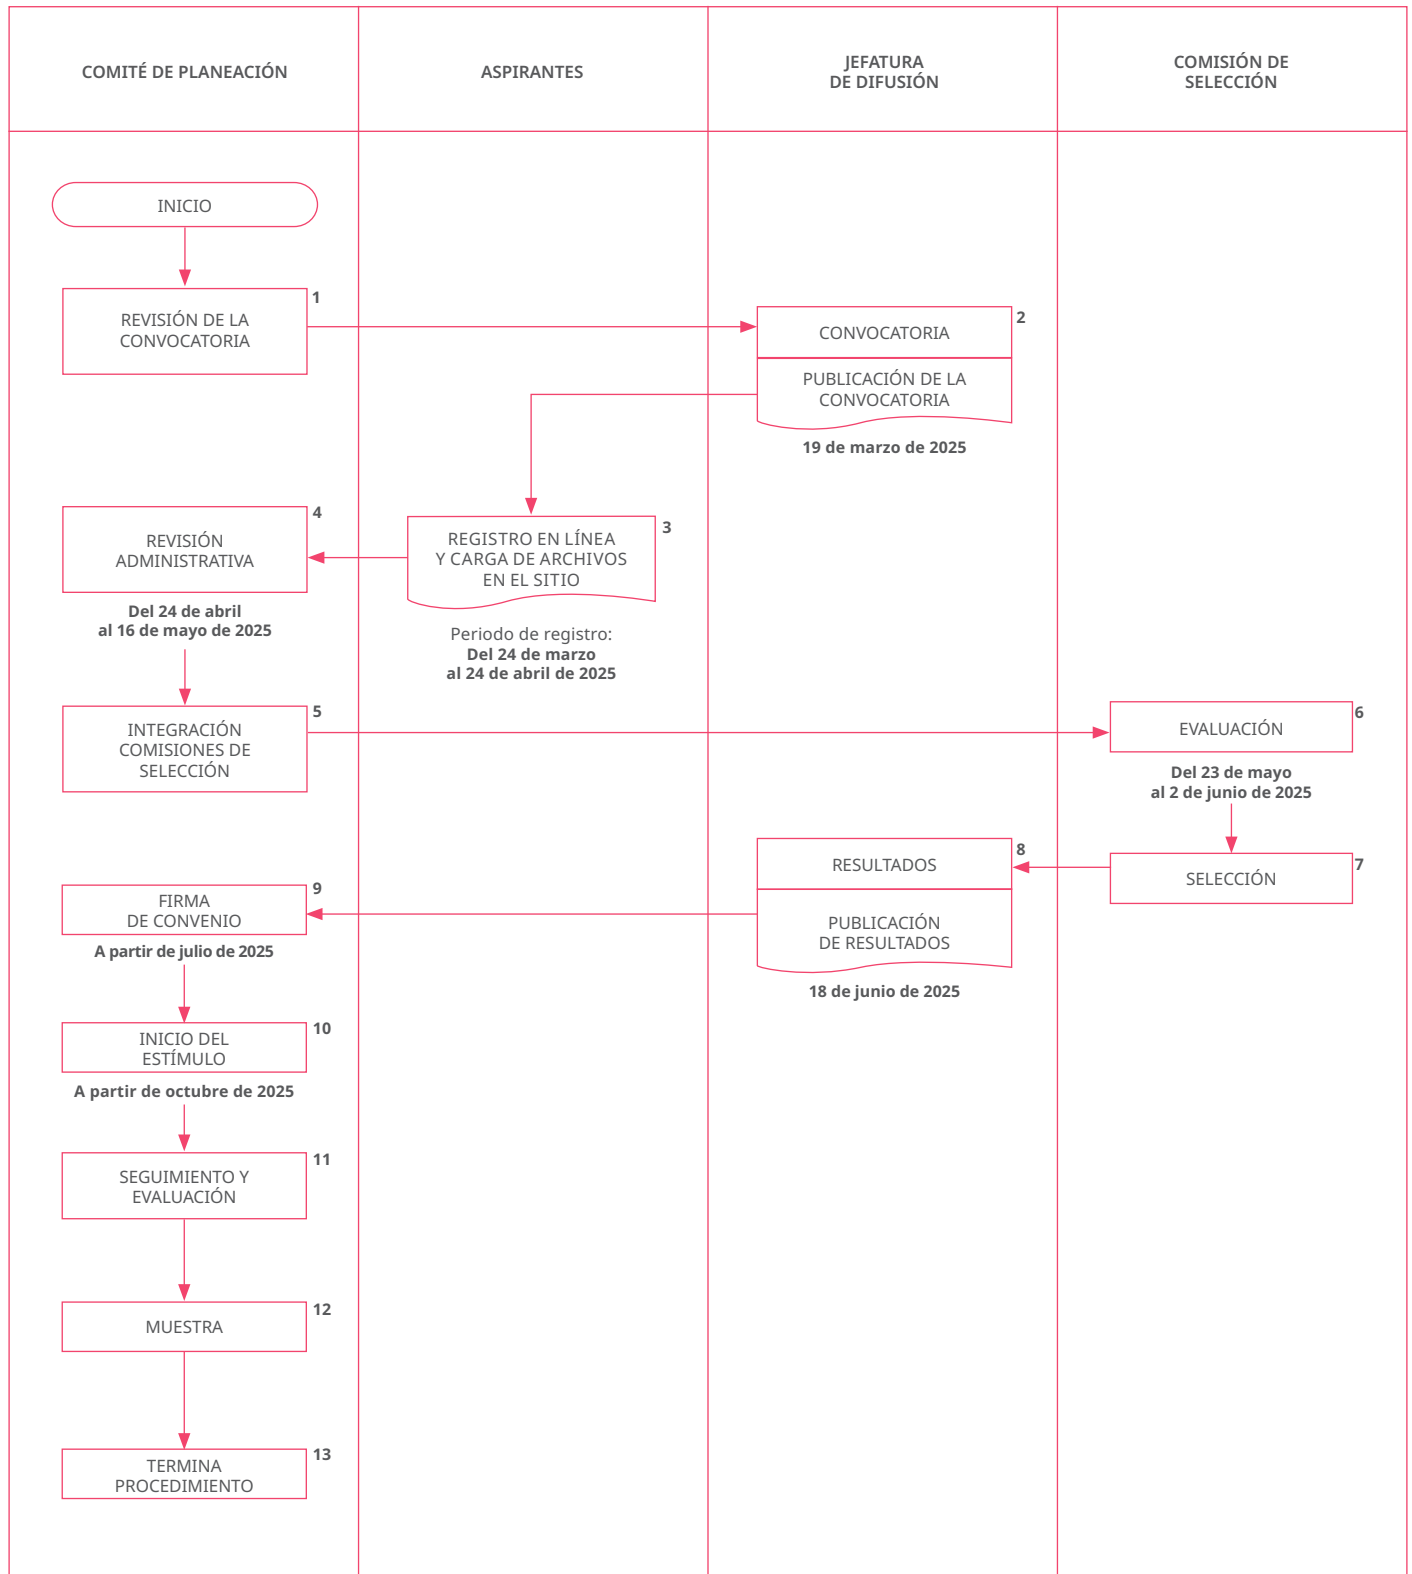 COMITÉ DE PLANEACIÓN
ASPIRANTES
JEFATURA
DE DIFUSIÓN
COMISIÓN DE
SELECCIÓN
INICIO
1
REVISIÓN DE LA
CONVOCATORIA
2
CONVOCATORIA
PUBLICACIÓN DE LA
CONVOCATORIA
19 de marzo de 2025
3
REGISTRO EN LÍNEA
Y CARGA DE ARCHIVOS
EN EL SITIO
Periodo de registro:
Del 24 de marzo
al 24 de abril de 2025
4
REVISIÓN
ADMINISTRATIVA
Del 24 de abril
al 16 de mayo de 2025
5
INTEGRACIÓN
COMISIONES DE
SELECCIÓN
6
EVALUACIÓN
Del 23 de mayo
al 2 de junio de 2025
7
SELECCIÓN
8
RESULTADOS
PUBLICACIÓN
DE RESULTADOS
18 de junio de 2025
9
FIRMA
DE CONVENIO
A partir de julio de 2025
10
INICIO DEL
ESTÍMULO
A partir de octubre de 2025
11
SEGUIMIENTO Y
EVALUACIÓN
12
MUESTRA
13
TERMINA
PROCEDIMIENTO